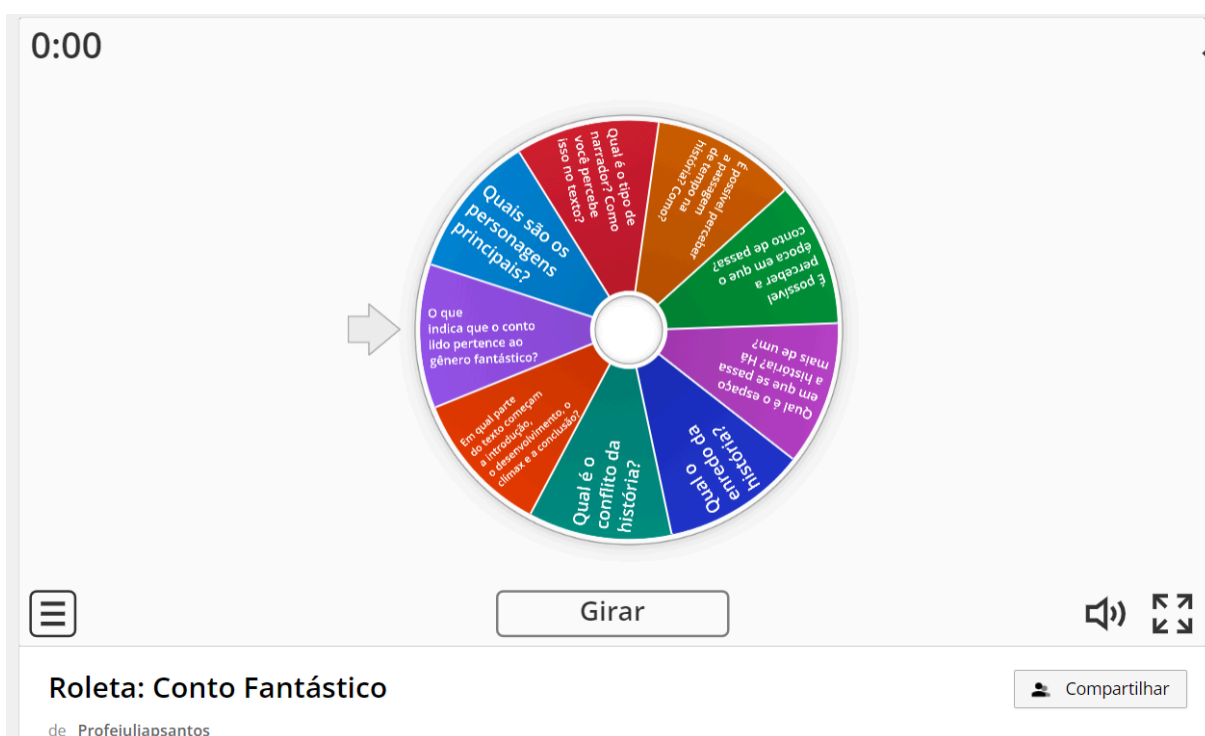 0:00
Qual é o tipo de
narrador? Como
você percebe
isso no texto?
É possível perceber
a passagem
de tempo na
história? Como?
É possível
perceber a
época em que o
conto de passa?
Qual é o espaço
em que se passa
a história? Há
mais de um?
Qual o
enredo da
história?
Qual é o
conflito da
história?
Em qual parte
do texto começam
a introdução,
o desenvolvimento, o
clímax e a conclusão?
O que
indica que o conto
lido pertence ao
gênero fantástico?
Quais são os
personagens
principais?
Girar
Roleta: Conto Fantástico
Compartilhar
de Profejuliapsantos